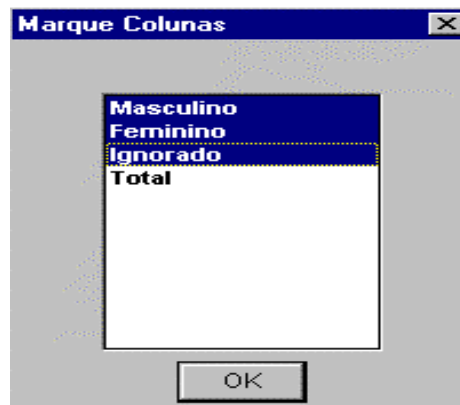 Marque Colunas
Masculino
Feminino
Ignorado
Total
OK